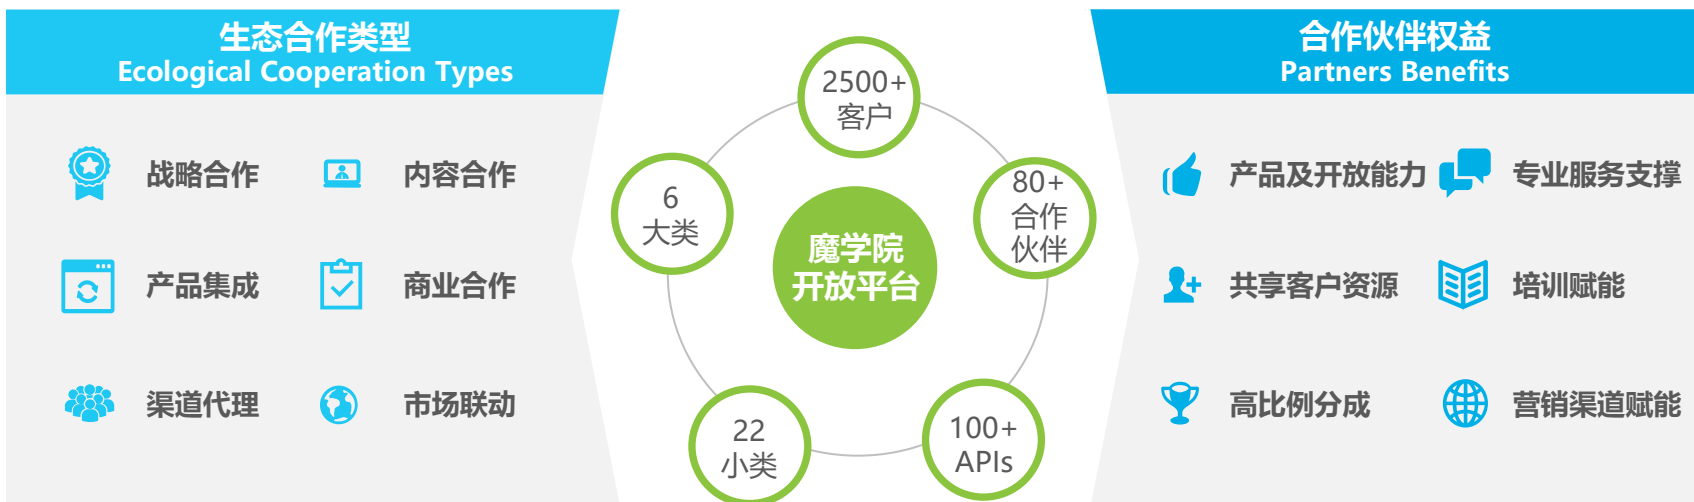 生态合作类型
Ecological Cooperation Types
战略合作
内容合作
产品集成
商业合作
渠道代理
市场联动
2500+
客户
6
大类
80+
合作
伙伴
魔学院
开放平台
22
小类
100+
APIs
合作伙伴权益
Partners Benefits
产品及开放能力
专业服务支撑
共享客户资源
培训赋能
高比例分成
营销渠道赋能